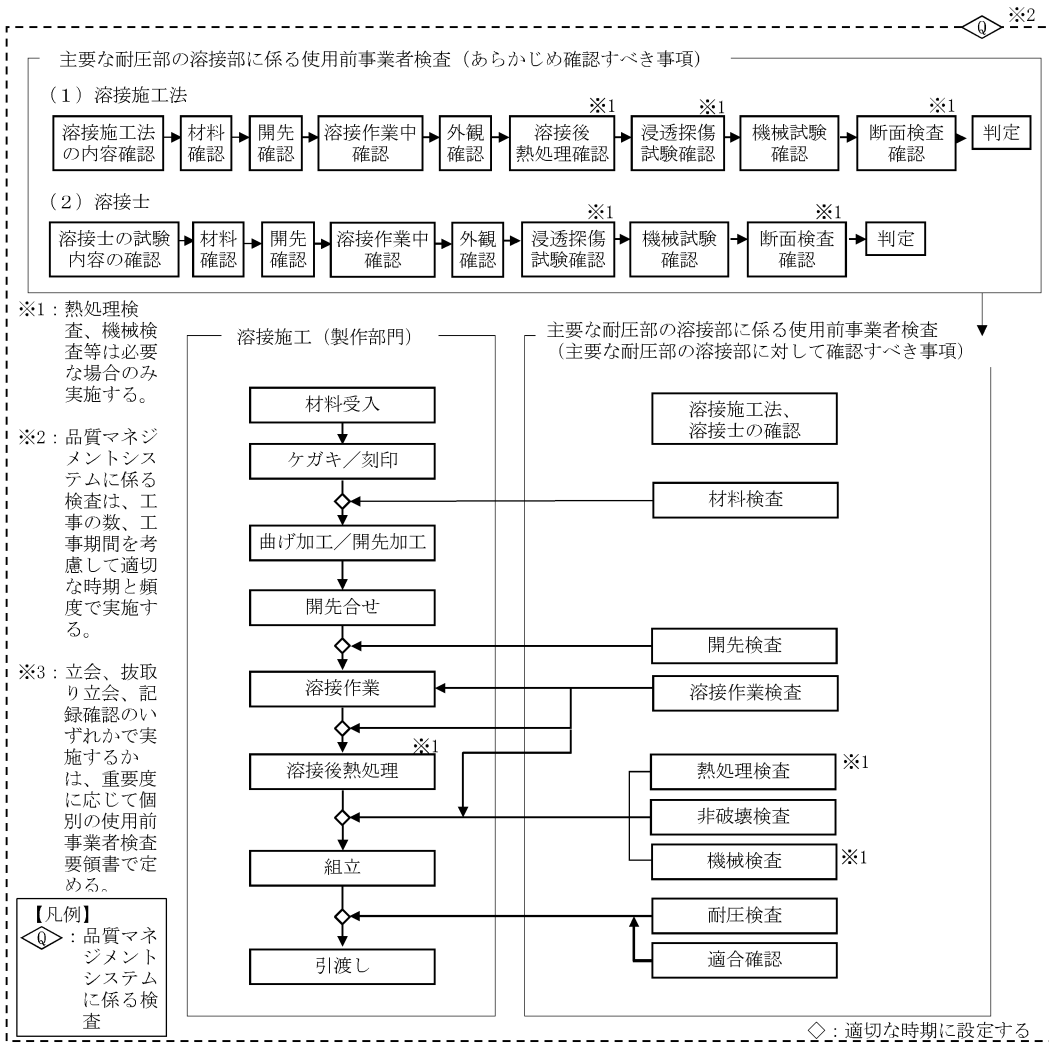 Q ※2
主要な耐圧部の溶接部に係る使用前事業者検査(あらかじめ確認すべき事項)
(1)溶接施工法
溶接施工法
の内容確認
材料
確認
開先
確認
溶接作業中
確認
外観
確認
※1
溶接後
熱処理確認
※1
浸透探傷
試験確認
機械試験
確認
※1
断面検査
確認
判定
(2)溶接士
溶接士の試験
内容の確認
材料
確認
開先
確認
溶接作業中
確認
外観
確認
※1
浸透探傷
試験確認
機械試験
確認
※1
断面検査
確認
判定
※1:熱処理検
査、機械検
査等は必要
な場合のみ
実施する。
※2:品質マネジ
メントシス
テムに係る
検査は、工
事の数、工
事期間を考
慮して適切
な時期と頻
度で実施す
る。
※3:立会、抜取
り立会、記
録確認のい
ずれかで実
施するか
は、重要度
に応じて個
別の使用前
事業者検査
要領書で定
める。
【凡例】
Q:品質マネ
ジメント
システム
に係る検
査
溶接施工(製作部門)
材料受入
ケガキ/刻印
曲げ加工/開先加工
開先合せ
溶接作業
※1
溶接後熱処理
組立
引渡し
主要な耐圧部の溶接部に係る使用前事業者検査
(主要な耐圧部の溶接部に対して確認すべき事項)
溶接施工法、
溶接士の確認
材料検査
開先検査
溶接作業検査
熱処理検査 ※1
非破壊検査
機械検査 ※1
耐圧検査
適合確認
◇:適切な時期に設定する